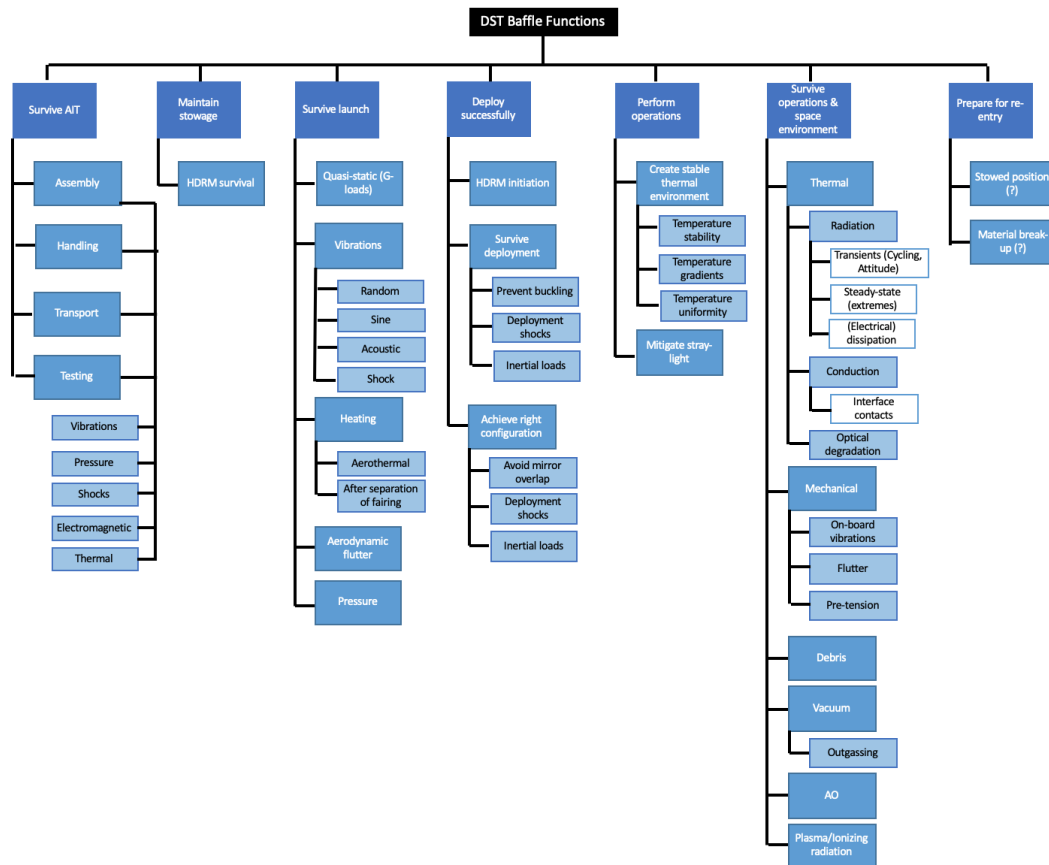 DST Baffle Functions
Survive AIT
Assembly
Handling
Transport
Testing
Vibrations
Pressure
Shocks
Electromagnetic
Thermal
Maintain
stowage
HDRM survival
Survive launch
Quasi-static (G-
loads)
Vibrations
Random
Sine
Acoustic
Shock
Heating
Aerothermal
After separation
of fairing
Aerodynamic
flutter
Pressure
Deploy
successfully
HDRM initiation
Survive
deployment
Prevent buckling
Deployment
shocks
Inertial loads
Achieve right
configuration
Avoid mirror
overlap
Deployment
shocks
Inertial loads
Perform
operations
Create stable
thermal
environment
Temperature
stability
Temperature
gradients
Temperature
uniformity
Mitigate stray-
light
Survive
operations &
space
environment
Thermal
Radiation
Transients (Cycling,
Attitude)
Steady-state
(extremes)
(Electrical)
dissipation
Conduction
Interface
contacts
Optical
degradation
Mechanical
On-board
vibrations
Flutter
Pre-tension
Debris
Vacuum
Outgassing
AO
Plasma/Ionizing
radiation
Prepare for re-
entry
Stowed position
(?)
Material break-
up (?)